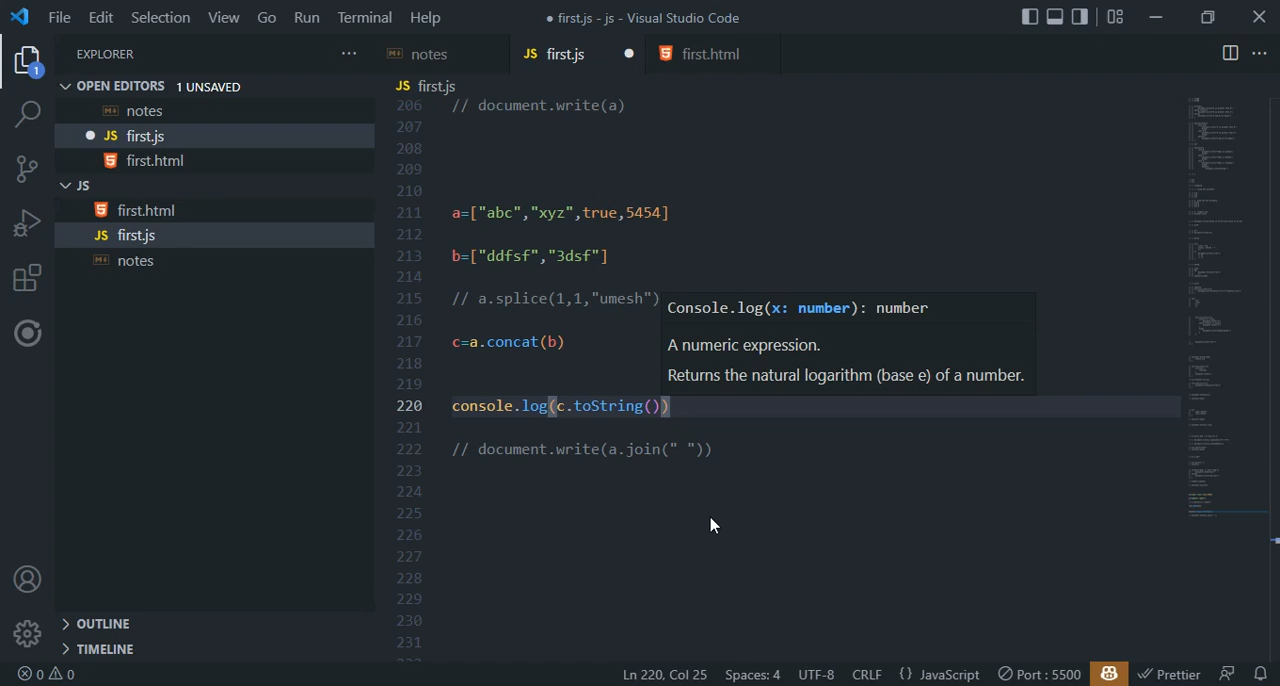 File Edit Selection View Go Run Terminal Help
● first.js - js - Visual Studio Code
EXPLORER
notes
JS first.js
first.html
OPEN EDITORS 1 UNSAVED
notes
JS first.js
first.html
JS
first.html
JS first.js
notes
OUTLINE
TIMELINE
1
JS first.js
206 // document.write(a)
207
208
209
210
211 a=["abc","xyz",true,5454]
212
213 b=["ddfsf","3dsf"]
214
215 // a.splice(1,1,"umesh")
216
217 c=a.concat(b)
218
219
220 console.log(c.toString())
221
222 // document.write(a.join(" "))
223
224
225
226
227
228
229
230
231
Console.log(x: number): number
A numeric expression.
Returns the natural logarithm (base e) of a number.
0 0
Ln 220, Col 25 Spaces: 4 UTF-8 CRLF {} JavaScript Port : 5500 Prettier